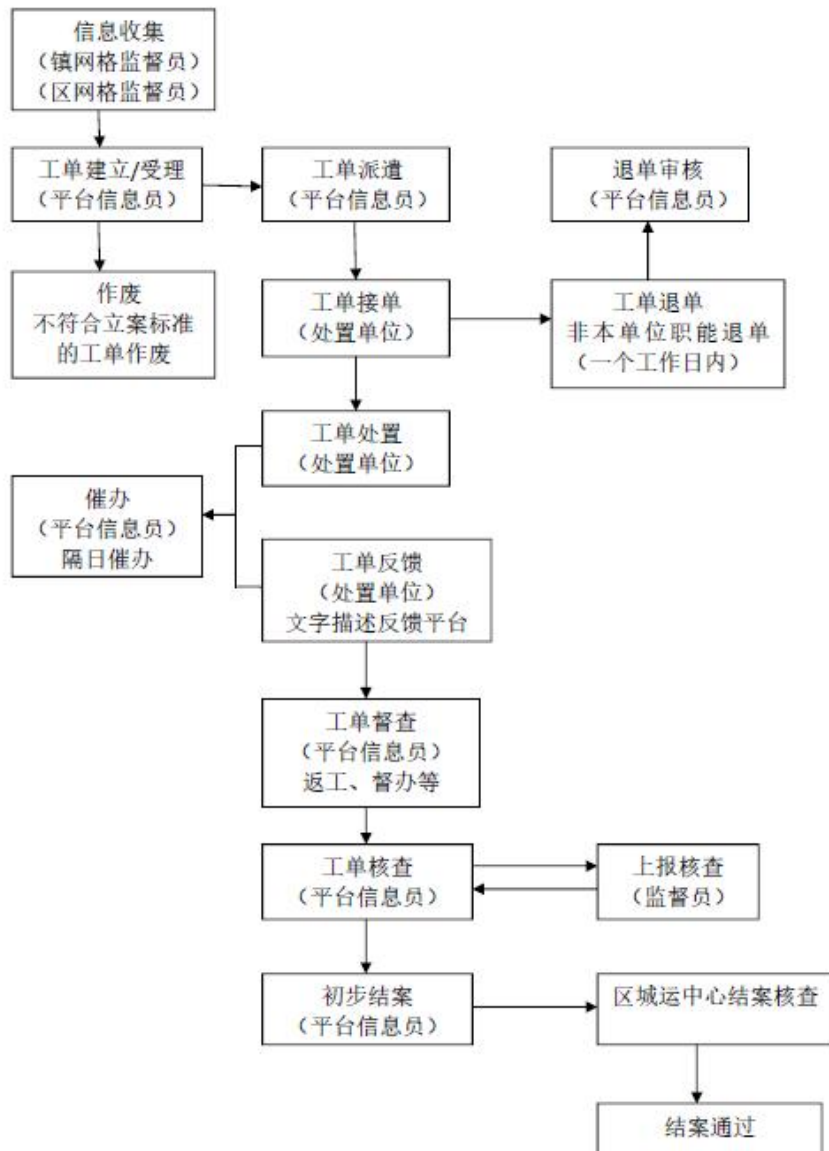 信息收集
（镇网格监督员）
（区网格监督员）
工单建立/受理
（平台信息员）
工单派遣
（平台信息员）
退单审核
（平台信息员）
作废
不符合立案标准
的工单作废
工单接单
（处置单位）
工单退单
非本单位职能退单
（一个工作日内）
工单处置
（处置单位）
催办
（平台信息员）
隔日催办
工单反馈
（处置单位）
文字描述反馈平台
工单督查
（平台信息员）
返工、督办等
工单核查
（平台信息员）
上报核查
（监督员）
初步结案
（平台信息员）
区城运中心结案核查
结案通过